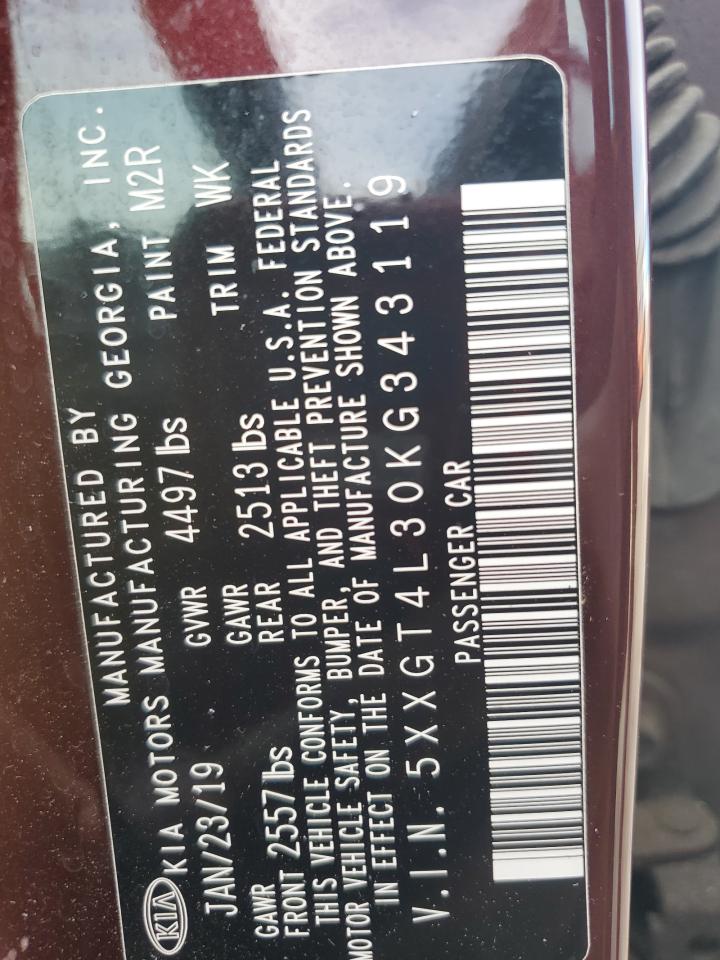 MANUFACTURED BY
KIA KIA MOTORS MANUFACTURING GEORGIA, INC.
JAN/23/19 GVWR 4497 lbs PAINT M2R
GAWR FRONT 2557 lbs GAWR REAR 2513 lbs TRIM WK
THIS VEHICLE CONFORMS TO ALL APPLICABLE U.S.A. FEDERAL
MOTOR VEHICLE SAFETY, BUMPER, AND THEFT PREVENTION STANDARDS
IN EFFECT ON THE DATE OF MANUFACTURE SHOWN ABOVE.
V.I.N. 5XXGT4L30KG343119
PASSENGER CAR